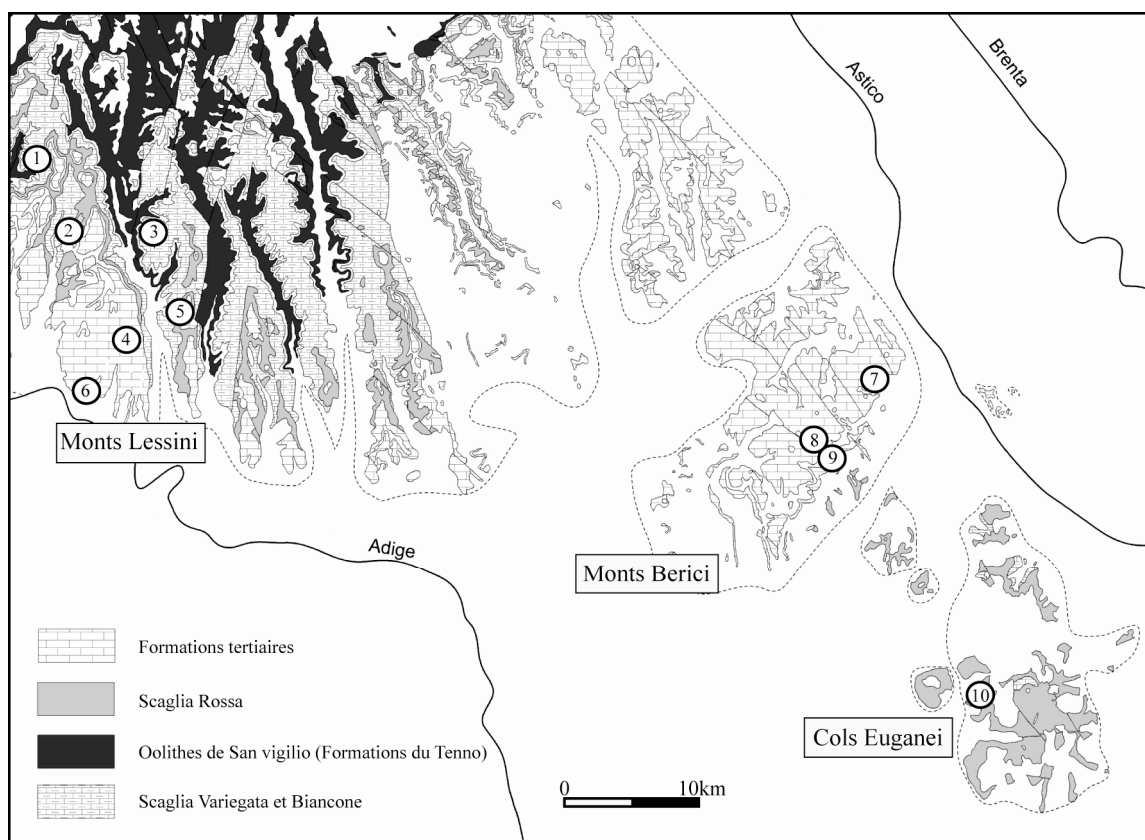 Brenta
Astico
1
2
3
5
4
6
7
8
9
Monts Lessini
Adige
Monts Berici
10
Cols Euganei
Formations tertiaires
Scaglia Rossa
Oolithes de San vigilio (Formations du Tenno)
Scaglia Variegata et Biancone
0 10km